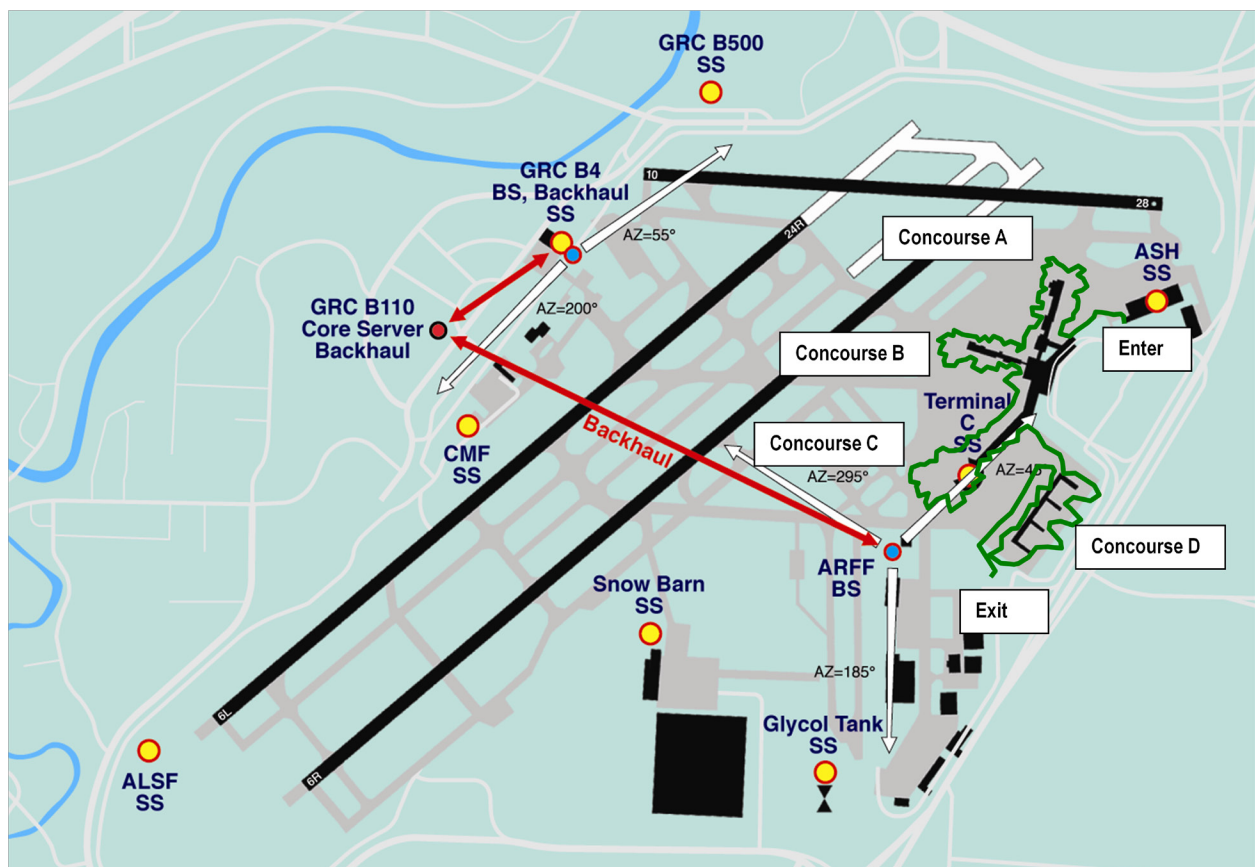 GRC B500
SS
GRC B4
BS, Backhaul
SS
10
28
24R
AZ=55°
Concourse A
ASH
SS
AZ=200°
GRC B110
Core Server
Backhaul
Enter
Concourse B
Terminal
C
SS
Backhaul
Concourse C
CMF
SS
AZ=295°
AZ=45°
Concourse D
ARFF
BS
Snow Barn
SS
Exit
AZ=185°
6L
Glycol Tank
SS
6R
ALSF
SS